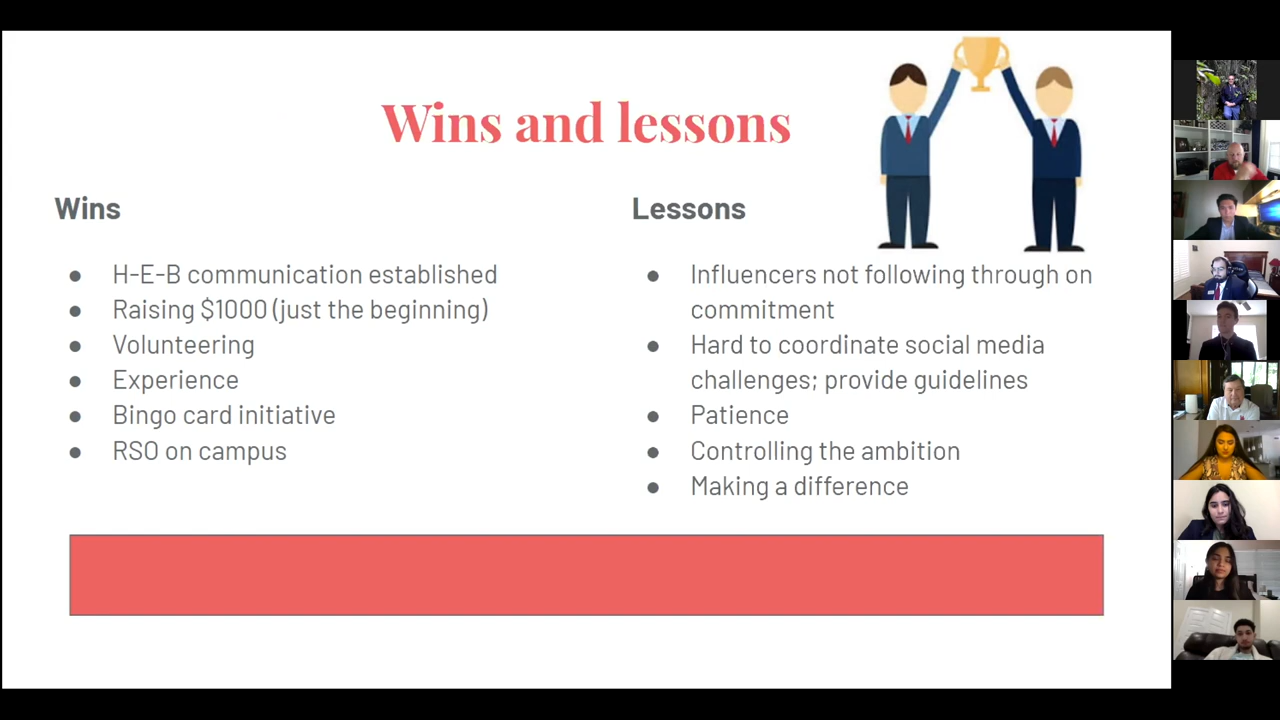 Wins and lessons
Wins
H-E-B communication established
Raising $1000 (just the beginning)
Volunteering
Experience
Bingo card initiative
RSO on campus
Lessons
Influencers not following through on
commitment
Hard to coordinate social media
challenges; provide guidelines
Patience
Controlling the ambition
Making a difference